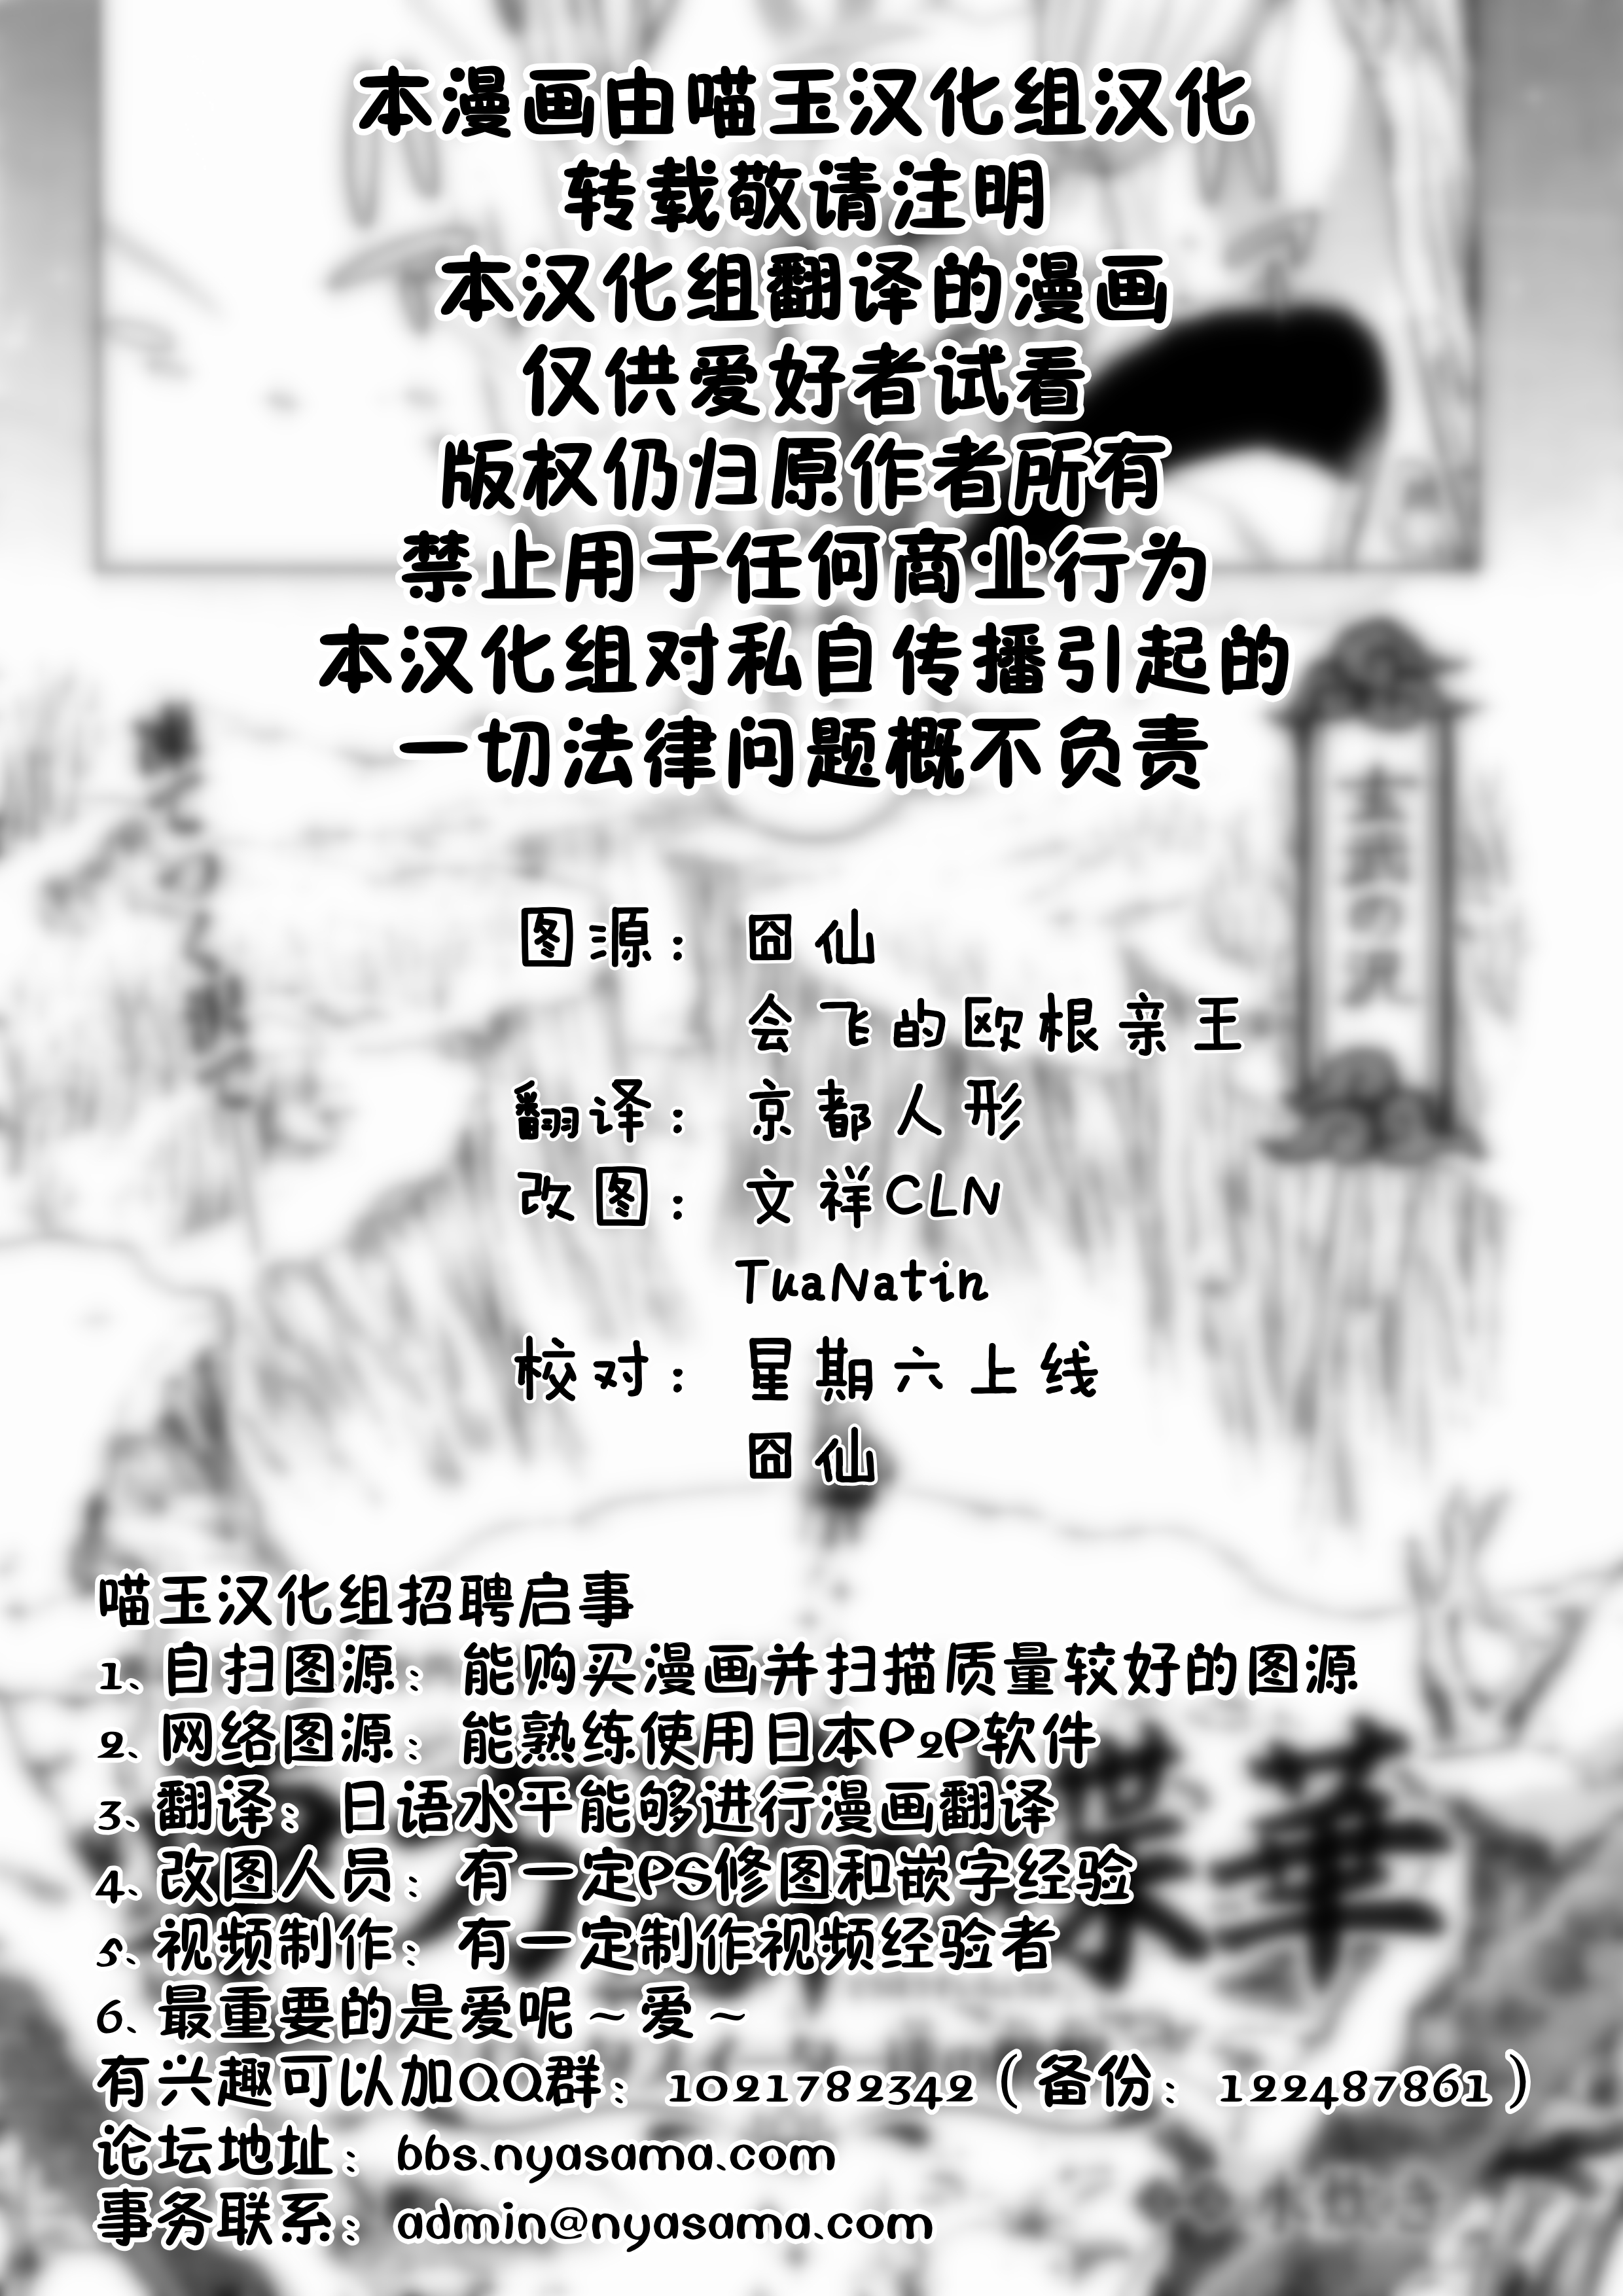 本漫画由喵玉汉化组汉化
转载敬请注明
本汉化组翻译的漫画
仅供爱好者试看
版权仍归原作者所有
禁止用于任何商业行为
本汉化组对私自传播引起的
一切法律问题概不负责
图源：囧仙
会飞的欧根亲王
翻译：京都人形
改图：文祥CLN
TuaNatin
校对：星期六上线
囧仙
玄武の沢
喵玉汉化组招聘启事
1、自扫图源：能购买漫画并扫描质量较好的图源
2、网络图源：能熟练使用日本P2P软件
3、翻译：日语水平能够进行漫画翻译
4、改图人员：有一定PS修图和嵌字经验
5、视频制作：有一定制作视频经验者
6、最重要的是爱呢～爱～
有兴趣可以加QQ群：1021782342（备份：122487861）
论坛地址：bbs.nyasama.com
事务联系：admin@nyasama.com